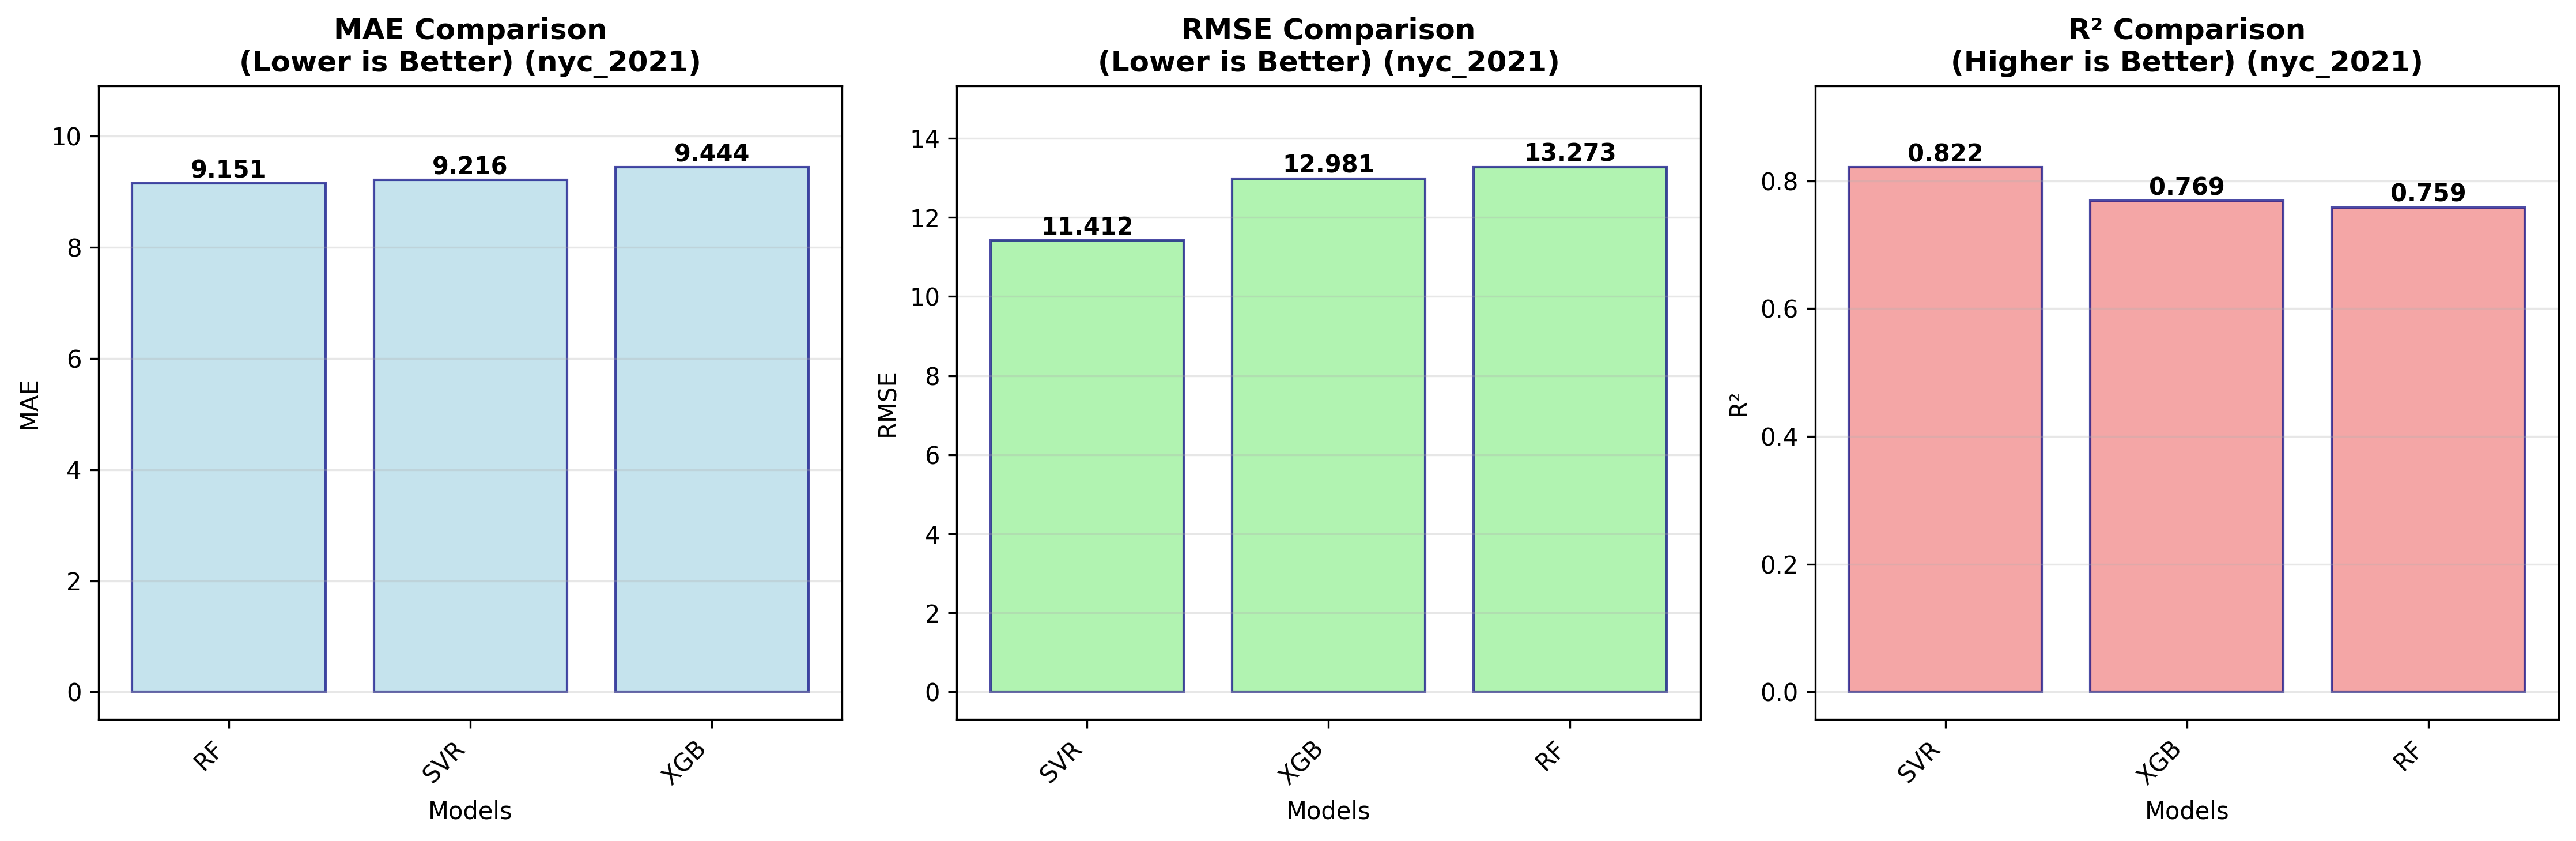 MAE Comparison
(Lower is Better) (nyc_2021)
10
8
6
4
2
0
MAE
9.151
9.216
9.444
RF
SVR
XGB
Models
RMSE Comparison
(Lower is Better) (nyc_2021)
14
12
10
8
6
4
2
0
RMSE
11.412
12.981
13.273
SVR
XGB
RF
Models
R² Comparison
(Higher is Better) (nyc_2021)
0.8
0.6
0.4
0.2
0.0
R²
0.822
0.769
0.759
SVR
XGB
RF
Models